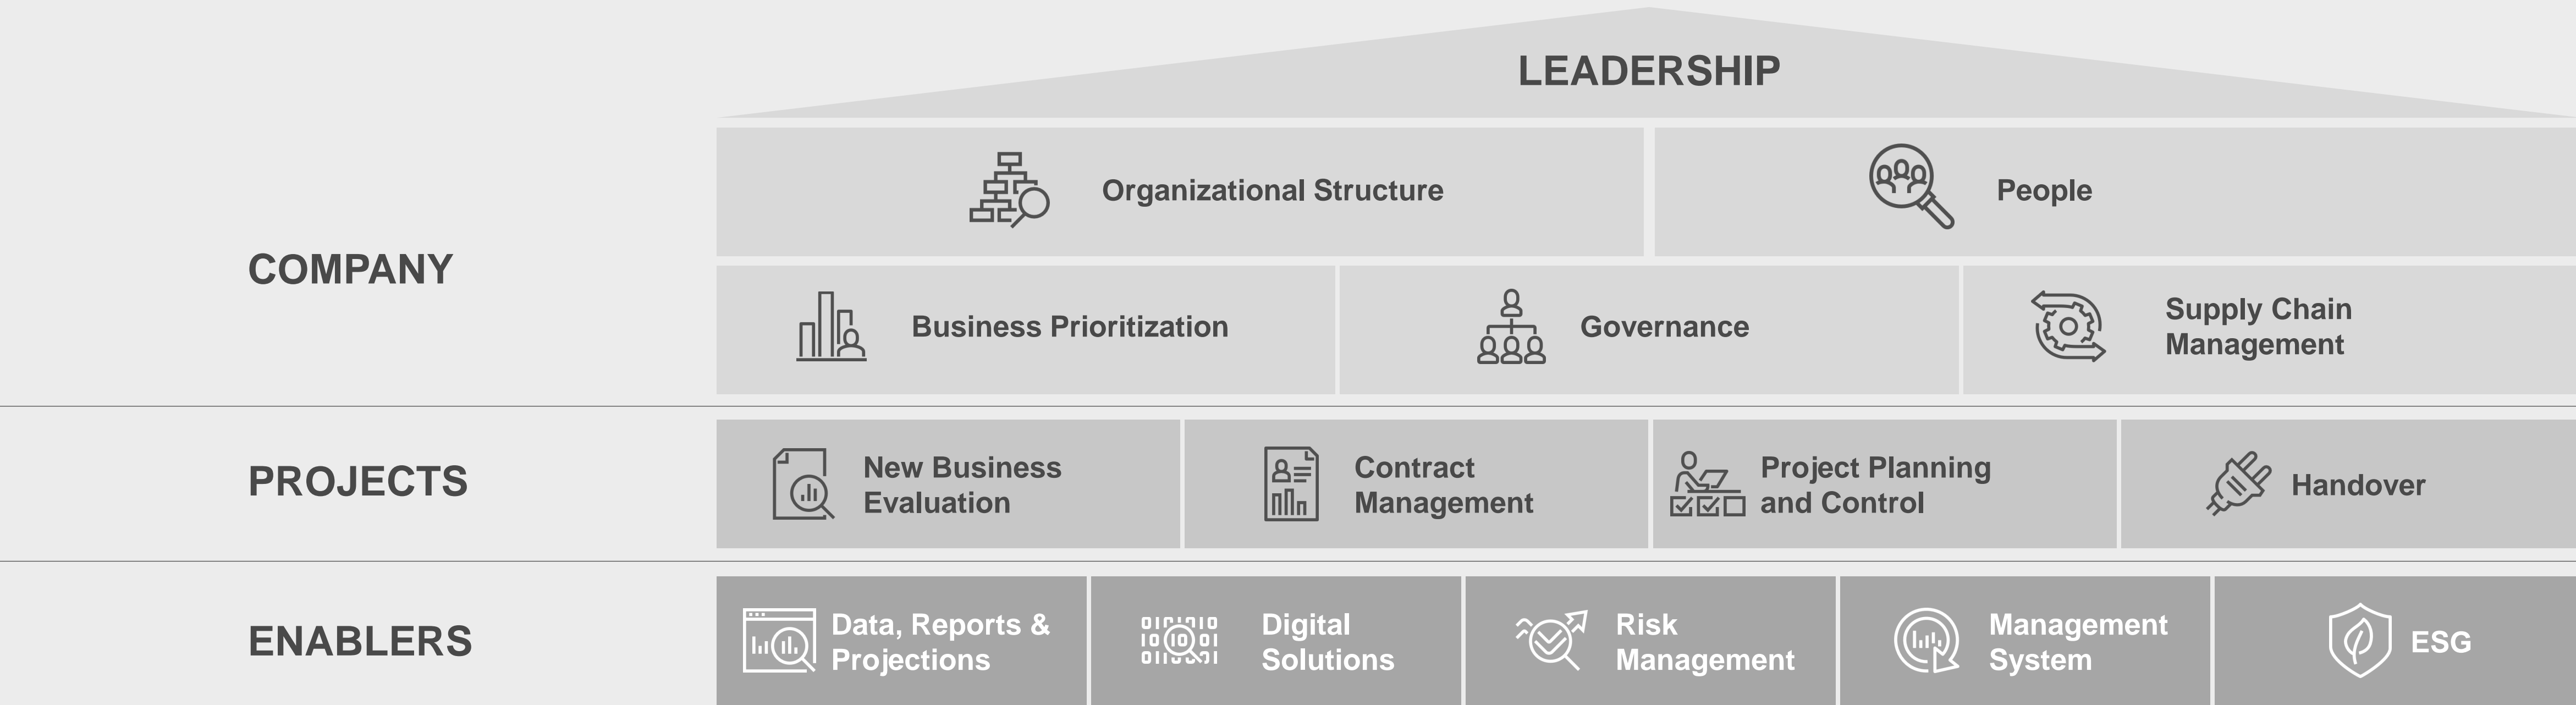 LEADERSHIP
Organizational Structure
People
COMPANY
Business Prioritization
Governance
Supply Chain
Management
PROJECTS
New Business
Evaluation
Contract
Management
Project Planning
and Control
Handover
ENABLERS
Data, Reports &
Projections
Digital
Solutions
Risk
Management
Management
System
ESG